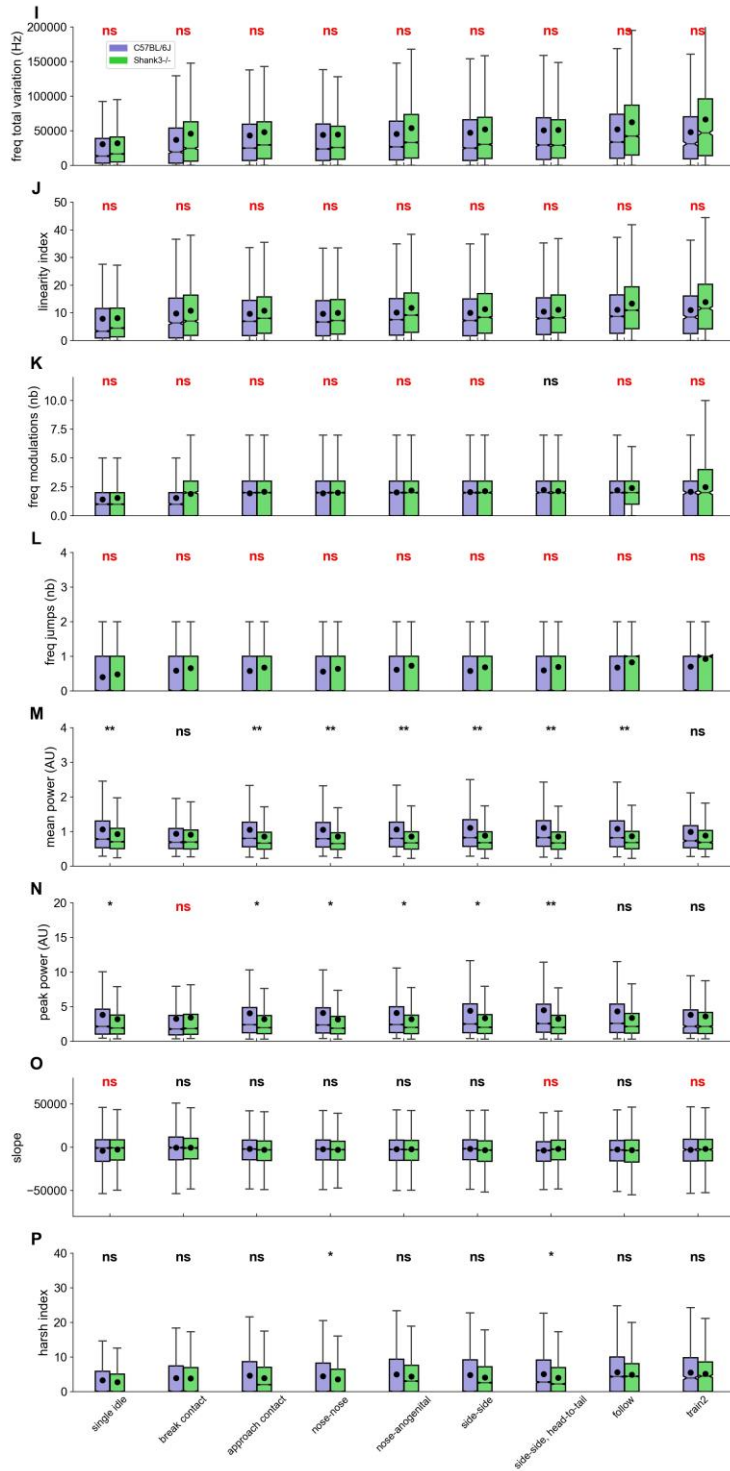 I
ns ns ns ns ns ns ns ns ns
C57BL/6J
Shank3-/-
freq total variation (Hz)
200000
150000
100000
50000
0
J
ns ns ns ns ns ns ns ns ns
linearity index
50
40
30
20
10
0
K
ns ns ns ns ns ns ns ns ns
freq modulations (nb)
10.0
7.5
5.0
2.5
0.0
L
ns ns ns ns ns ns ns ns ns
freq jumps (nb)
4
3
2
1
0
M
** ns ** ** ** ** ** ** ns
mean power (AU)
4
3
2
1
0
N
* ns * * * * ** ns ns
peak power (AU)
20
15
10
5
0
O
ns ns ns ns ns ns ns ns ns
slope
50000
0
−50000
P
ns ns ns * ns ns * ns ns
harsh index
40
30
20
10
0
single idle
break contact
approach contact
nose-nose
nose-anogenital
side-side
side-side, head-to-tail
follow
train2